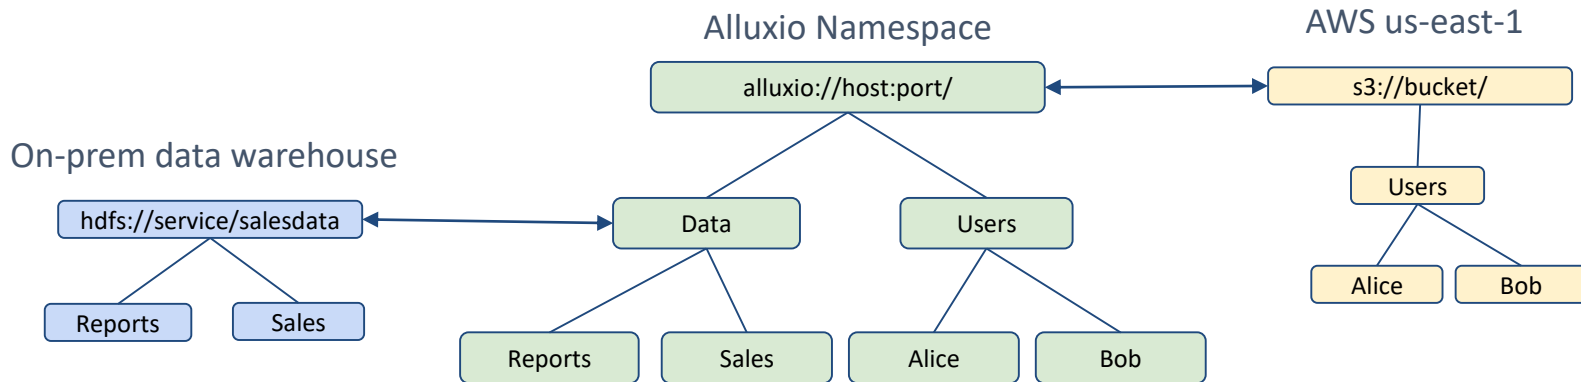 Alluxio Namespace
AWS us-east-1
alluxio://host:port/
s3://bucket/
On-prem data warehouse
Users
hdfs://service/salesdata
Data
Users
Alice
Bob
Reports
Sales
Reports
Sales
Alice
Bob